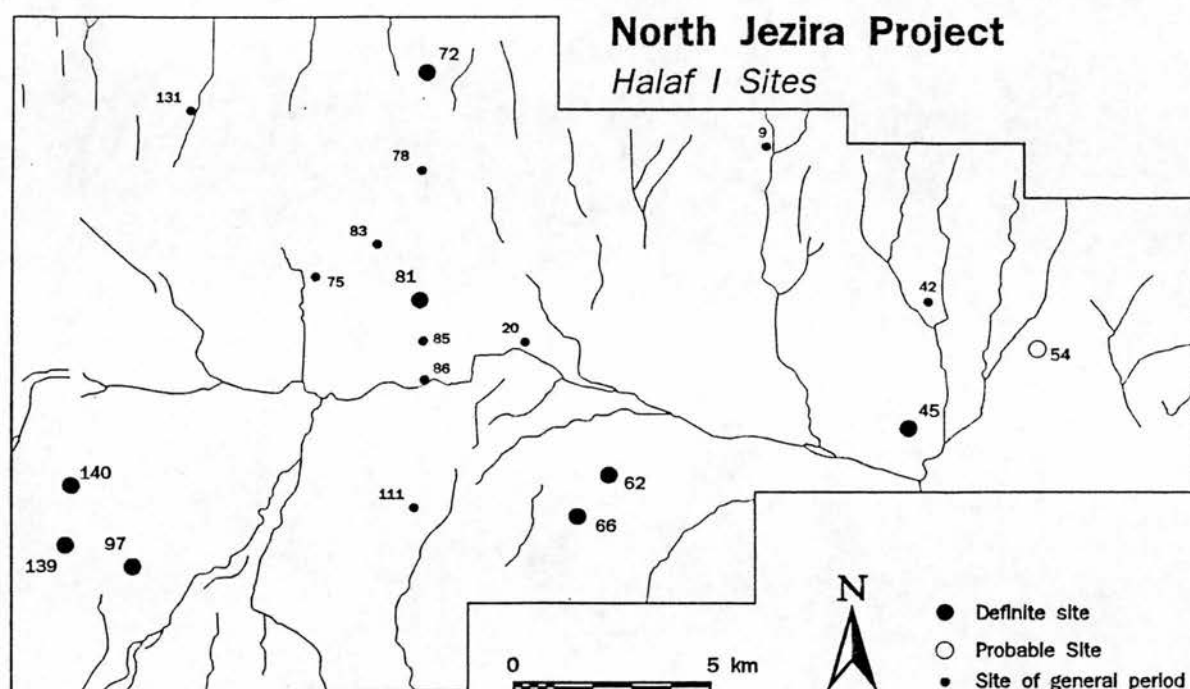 North Jezira Project
Halaf I Sites
72
131
9
78
83
81
75
42
85
20
54
86
45
140
62
111
66
97
139
N
Definite site
Probable Site
0 5 km
Site of general period